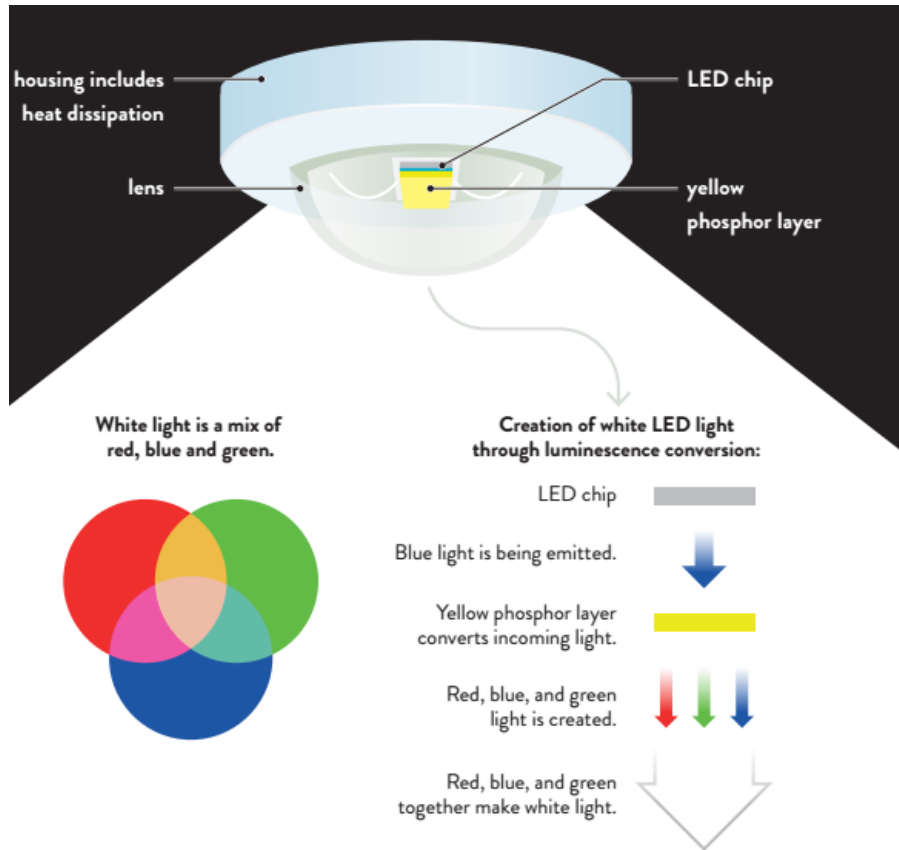 housing includes
heat dissipation
LED chip
lens
yellow
phosphor layer
White light is a mix of
red, blue and green.
Creation of white LED light
through luminescence conversion:
LED chip
Blue light is being emitted.
Yellow phosphor layer
converts incoming light.
Red, blue, and green
light is created.
Red, blue, and green
together make white light.